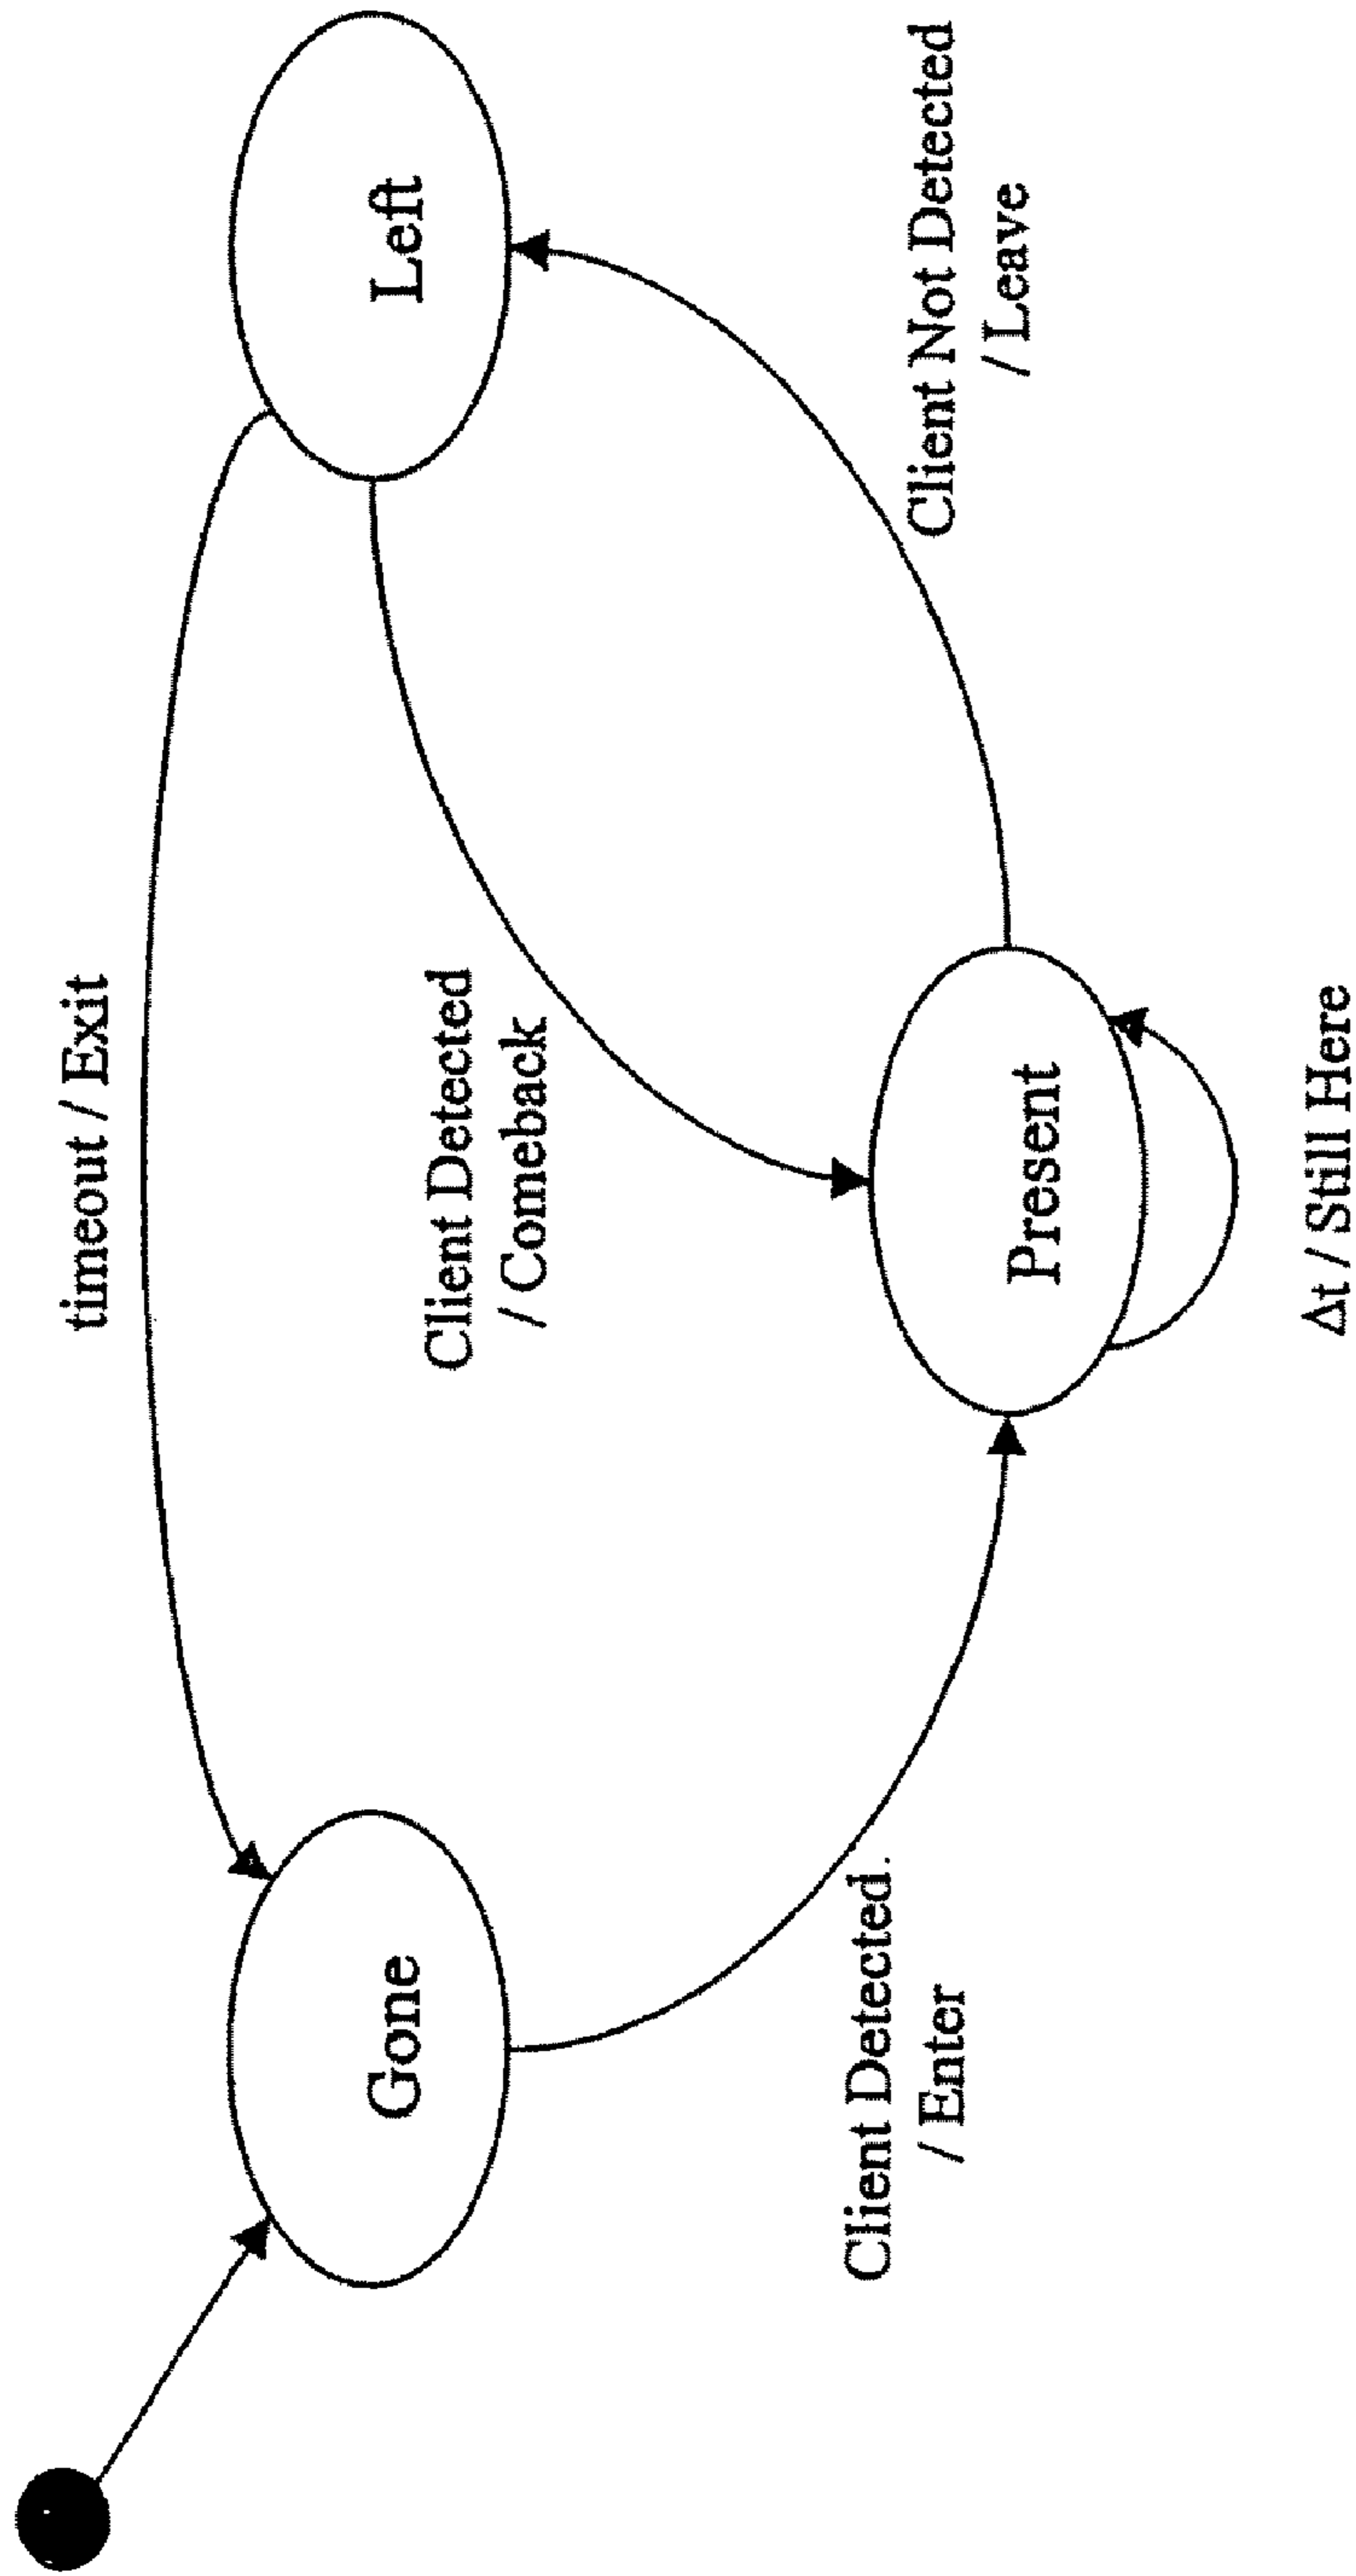 timeout / Exit
Gone
Left
Client Detected
/ Comeback
Client Detected.
/ Enter
Client Not Detected
/ Leave
Present
Δt / Still Here